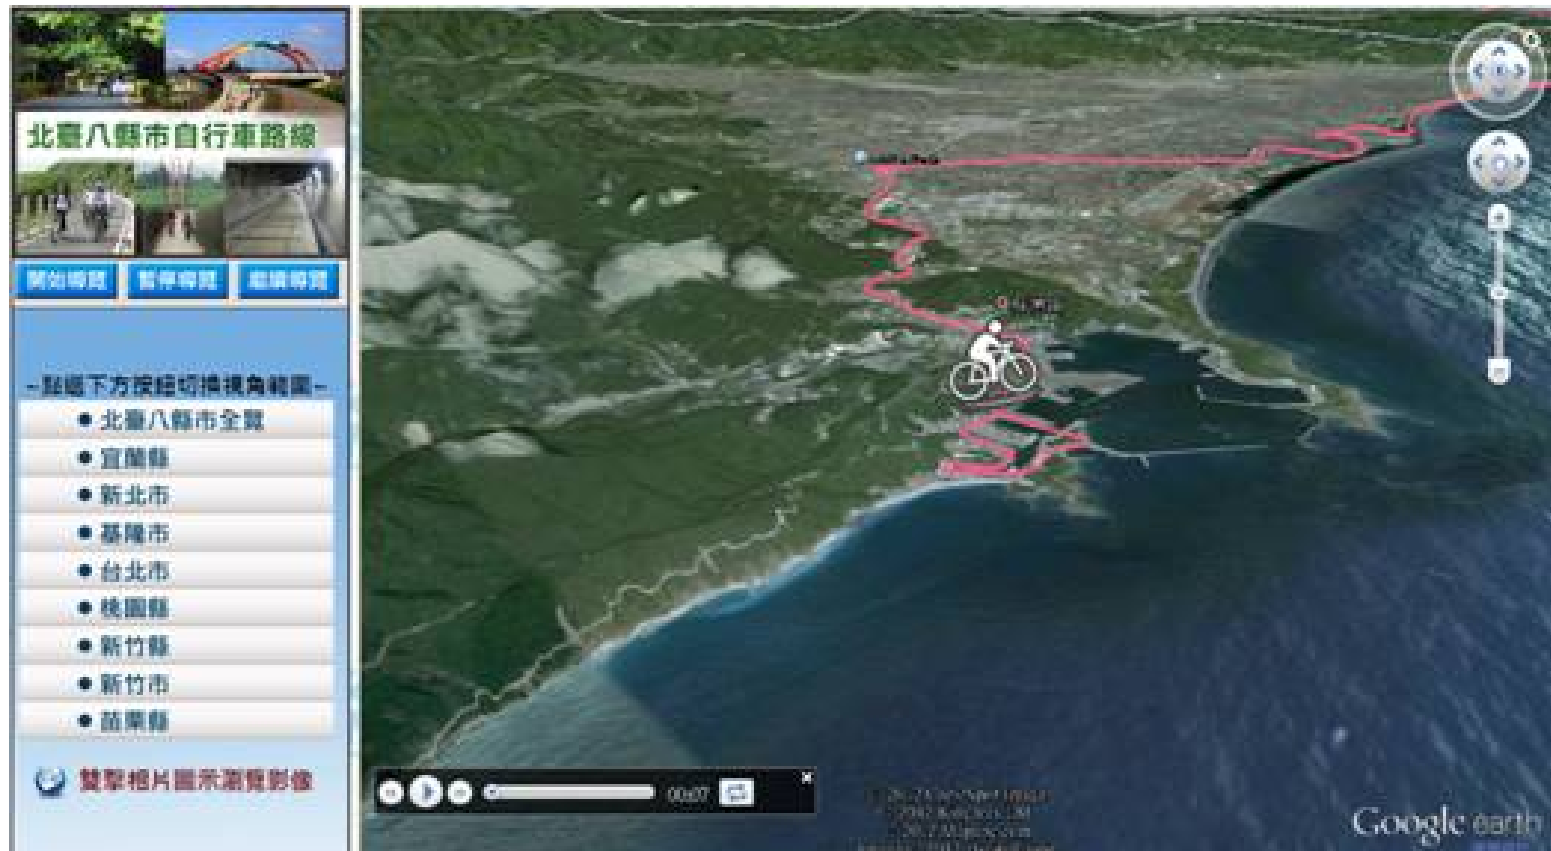 北臺八縣市自行車路線
開始導覽 暫停導覽 繼續導覽
~點選下方按鈕切換視角範圍~
• 北臺八縣市全覽
• 宜蘭縣
• 新北市
• 基隆市
• 台北市
• 桃園縣
• 新竹縣
• 新竹市
• 苗栗縣
雙擊相片圖示瀏覽影像
00:07
Google earth